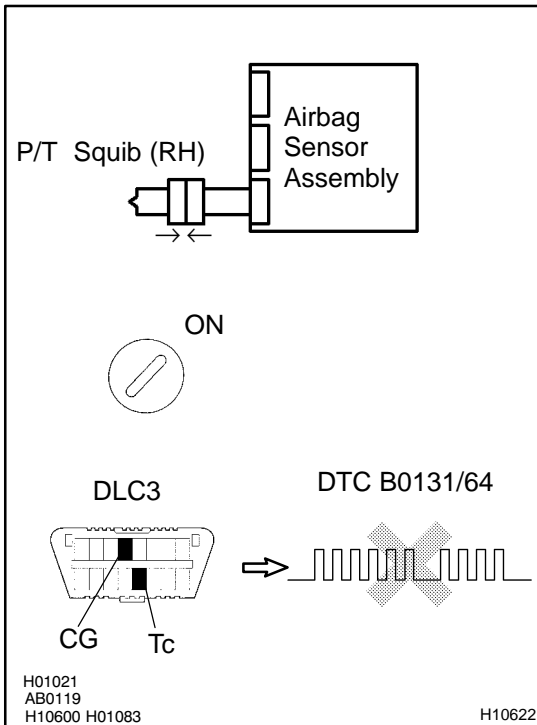 P/T Squib (RH)
Airbag
Sensor
Assembly
ON
DLC3
DTC B0131/64
CG
Tc
H01021
AB0119
H10600 H01083
H10622